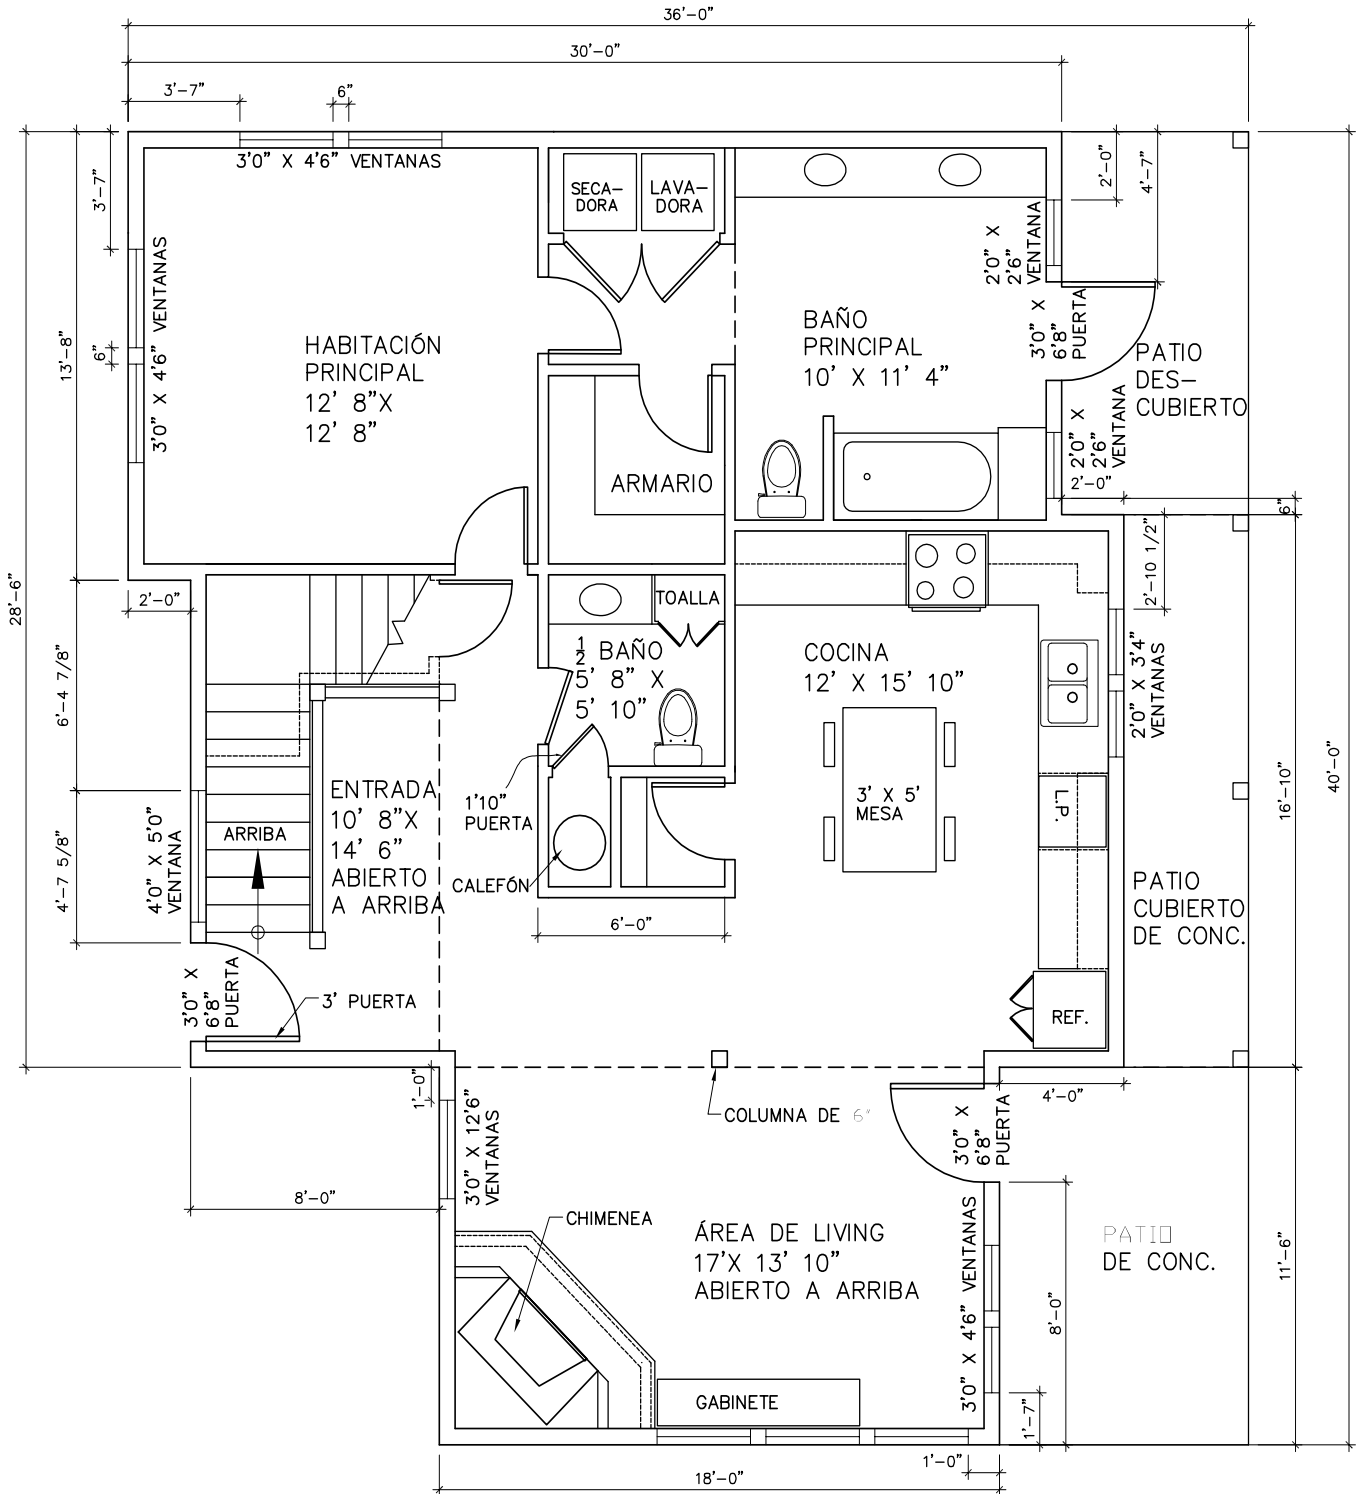 36'-0"
30'-0"
3'-7"
6"
3'0" X 4'6" VENTANAS
SECA-
DORA
LAVA-
DORA
2'-0"
4'-7"
3'-7"
13'-8"
6"
3'0" X 4'6" VENTANAS
2'0" X
2'6"
VENTANA
3'0" X
6'8"
PUERTA
HABITACIÓN
PRINCIPAL
12' 8"X
12' 8"
BAÑO
PRINCIPAL
10' X 11' 4"
PATIO
DES-
CUBIERTO
2'0" X
2'6"
VENTANA
2'-0"
6"
ARMARIO
28'-6"
2'-0"
2'-10 1/2"
TOALLA
1/2 BAÑO
5' 8" X
5' 10"
COCINA
12' X 15' 10"
2'0" X 3'4"
VENTANAS
6'-4 7/8"
40'-0"
16'-10"
ENTRADA
10' 8"X
14' 6"
ABIERTO
A ARRIBA
1'10"
PUERTA
3' X 5'
MESA
L.P.
ARRIBA
4'0" X 5'0"
VENTANA
4'-7 5/8"
CALEFÓN
6'-0"
PATIO
CUBIERTO
DE CONC.
3'0" X
6'8"
PUERTA
3' PUERTA
REF.
1'-0"
COLUMNA DE 6"
4'-0"
3'0" X
6'8"
PUERTA
3'0" X 12'6"
VENTANAS
8'-0"
CHIMENEA
ÁREA DE LIVING
17'X 13' 10"
ABIERTO A ARRIBA
3'0" X 4'6" VENTANAS
PATIO
DE CONC.
11'-6"
8'-0"
GABINETE
1'-7"
1'-0"
18'-0"